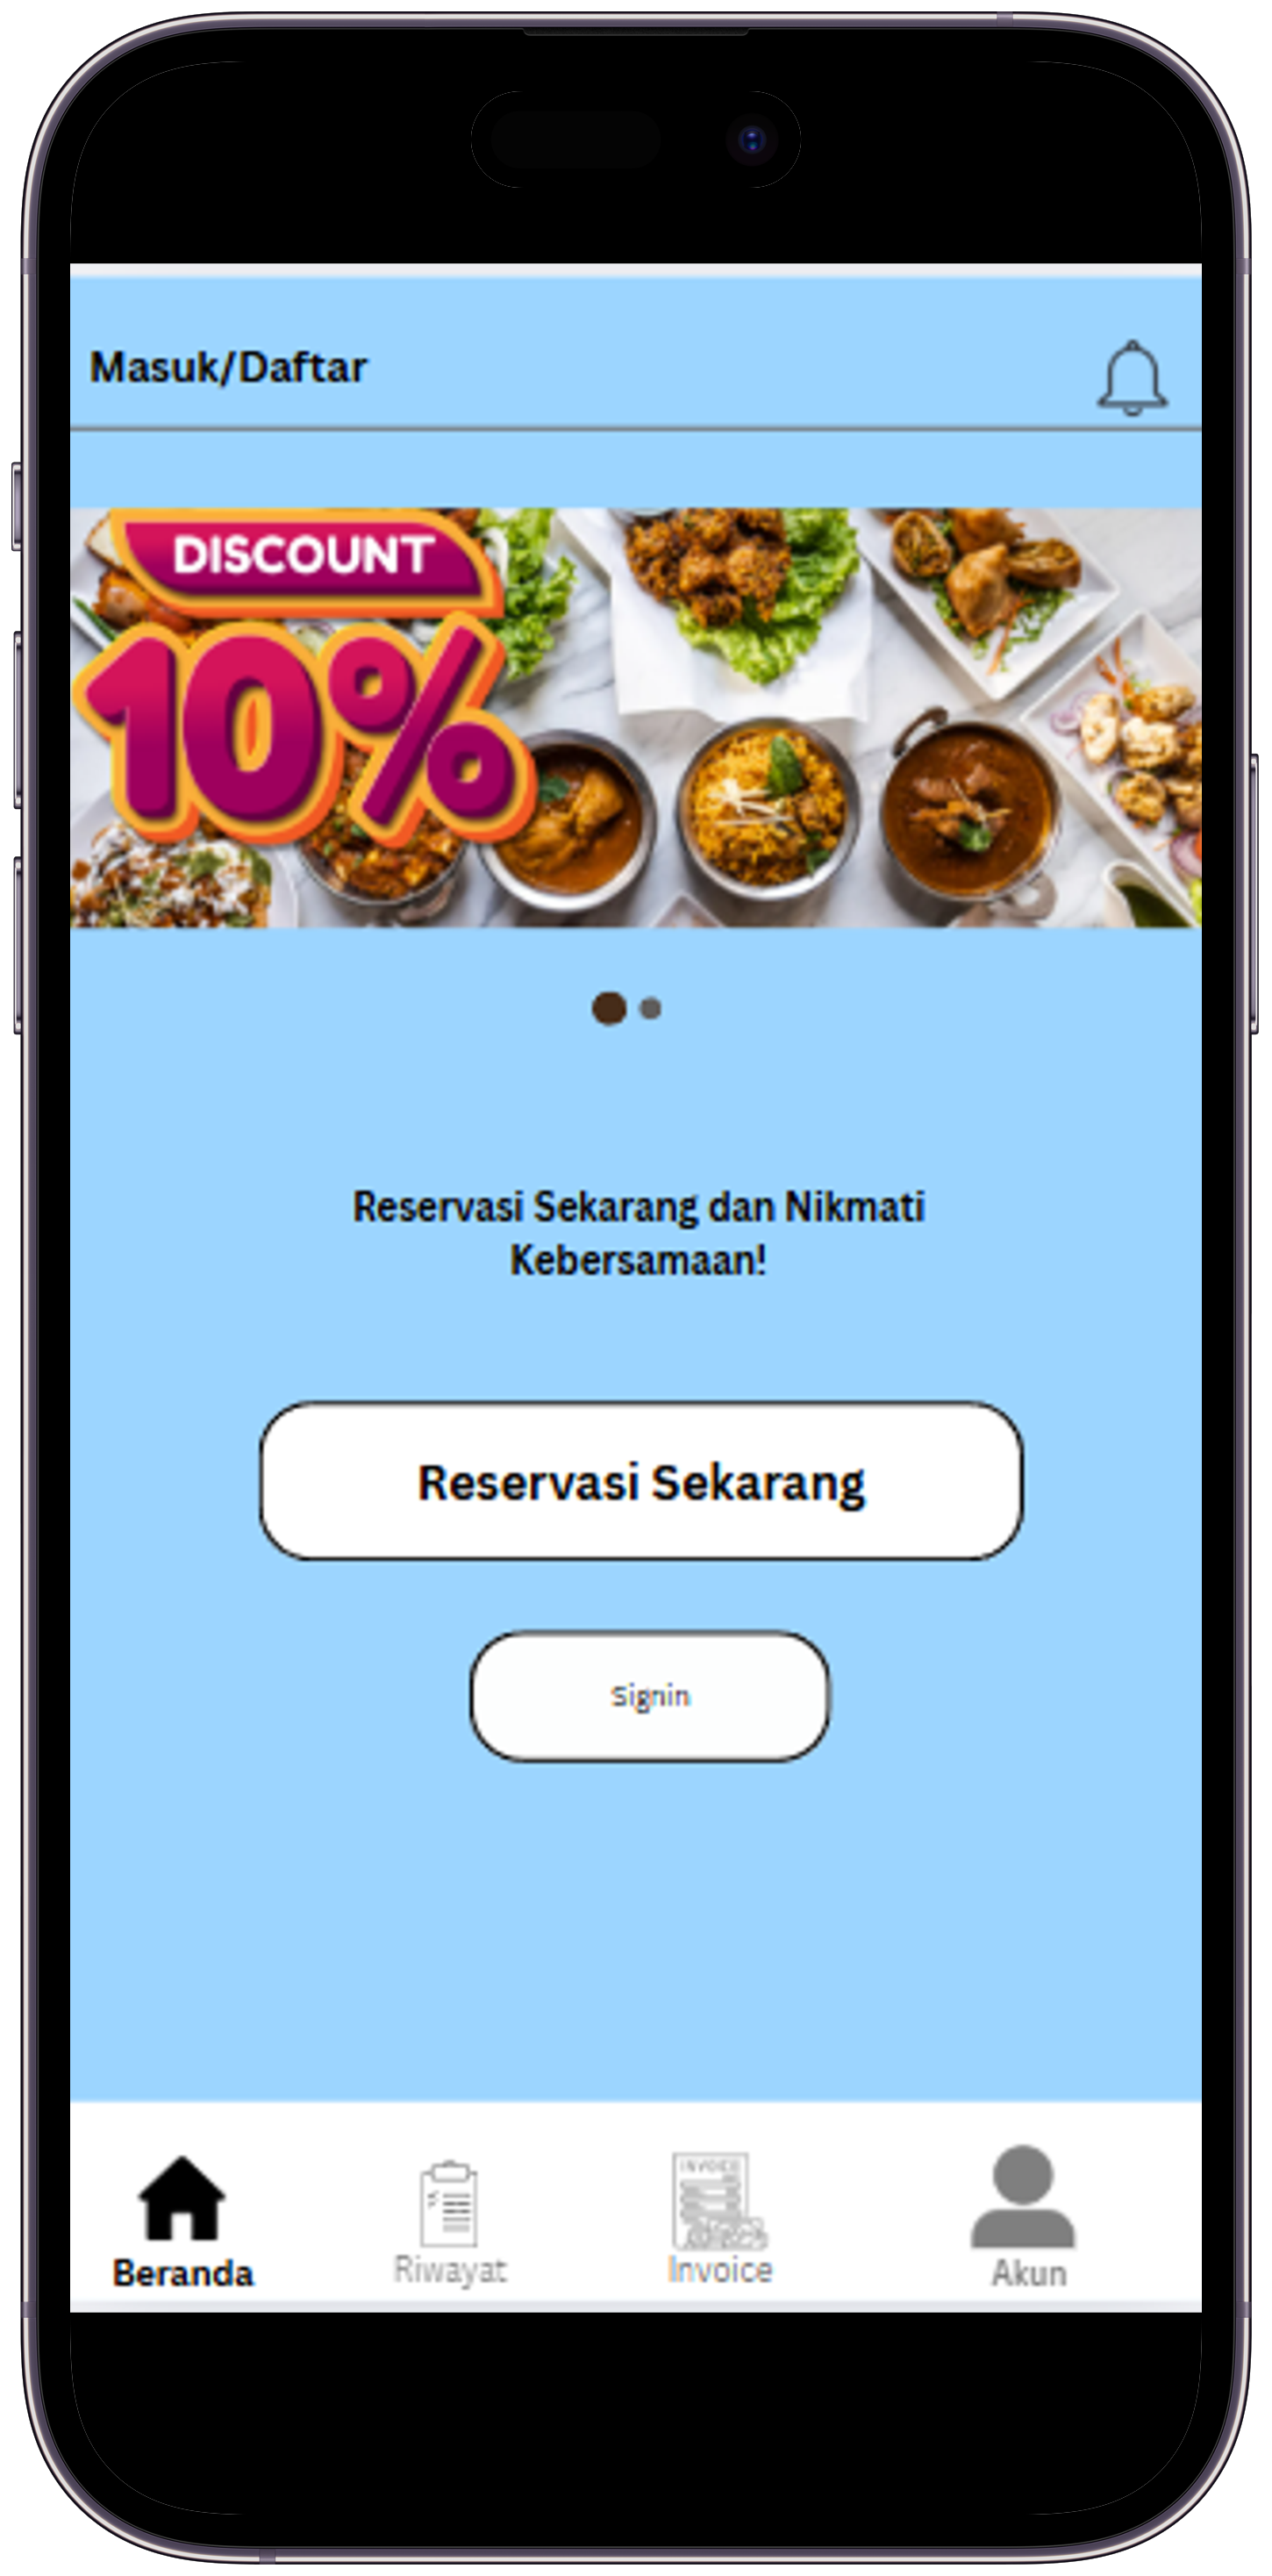 Masuk/Daftar
DISCOUNT
10%
Reservasi Sekarang dan Nikmati
Kebersamaan!
Reservasi Sekarang
Signin
INVOICE
Beranda
Riwayat
Invoice
Akun